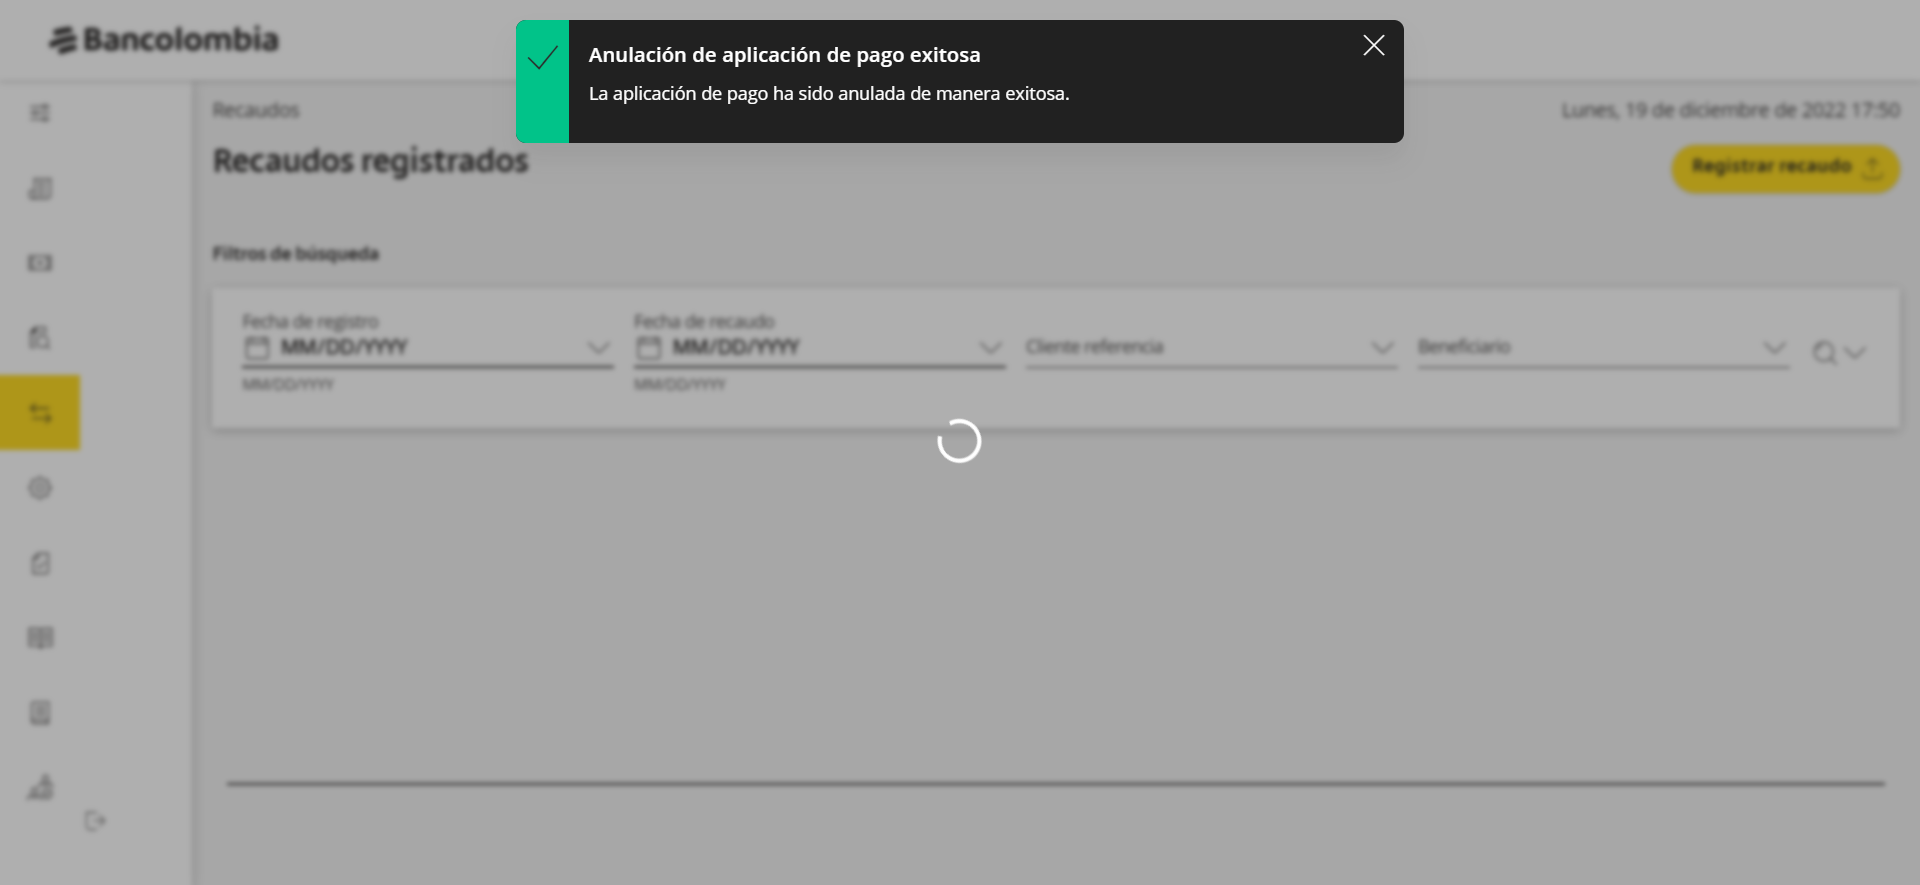 Bancolombia
Anulación de aplicación de pago exitosa
La aplicación de pago ha sido anulada de manera exitosa.
Recaudos
Lunes, 19 de diciembre de 2022 17:50
Recaudos registrados
Registrar recaudo
Filtros de búsqueda
Fecha de registro
MM/DD/YYYY
MM/DD/YYYY
Fecha de recaudo
MM/DD/YYYY
MM/DD/YYYY
Cliente referencia
Beneficiario